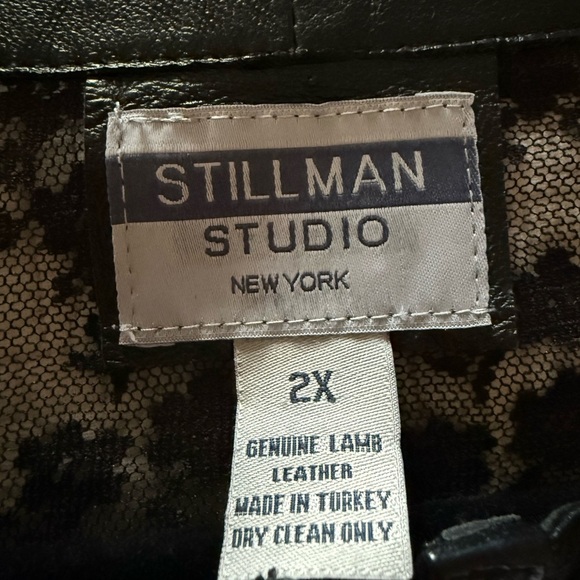 STILLMAN
STUDIO
NEW YORK
2X
GENUINE LAMB
LEATHER
MADE IN TURKEY
DRY CLEAN ONLY